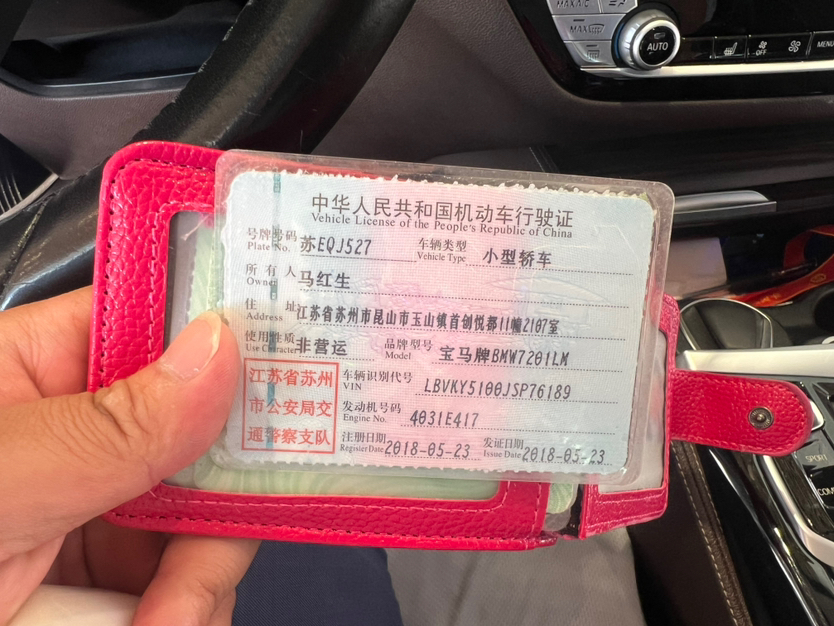 MAX A/C
MAX
AUTO
OFF
MENU
中华人民共和国机动车行驶证
Vehicle License of the People's Republic of China
号牌号码 苏EQJ527 车辆类型 小型轿车
Plate No. Vehicle Type
所有人 马红生
Owner
住址 江苏省苏州市昆山市玉山镇首创悦都11幢2107室
Address
使用性质 非营运 品牌型号 宝马牌BMW7201LM
Use Character Model
江苏省苏州
市公安局交
通警察支队
车辆识别代号 LBVKY5100JSP76189
VIN
发动机号码 4031E417
Engine No.
注册日期 2018-05-23 发证日期 2018-05-23
Register Date Issue Date
SPORT